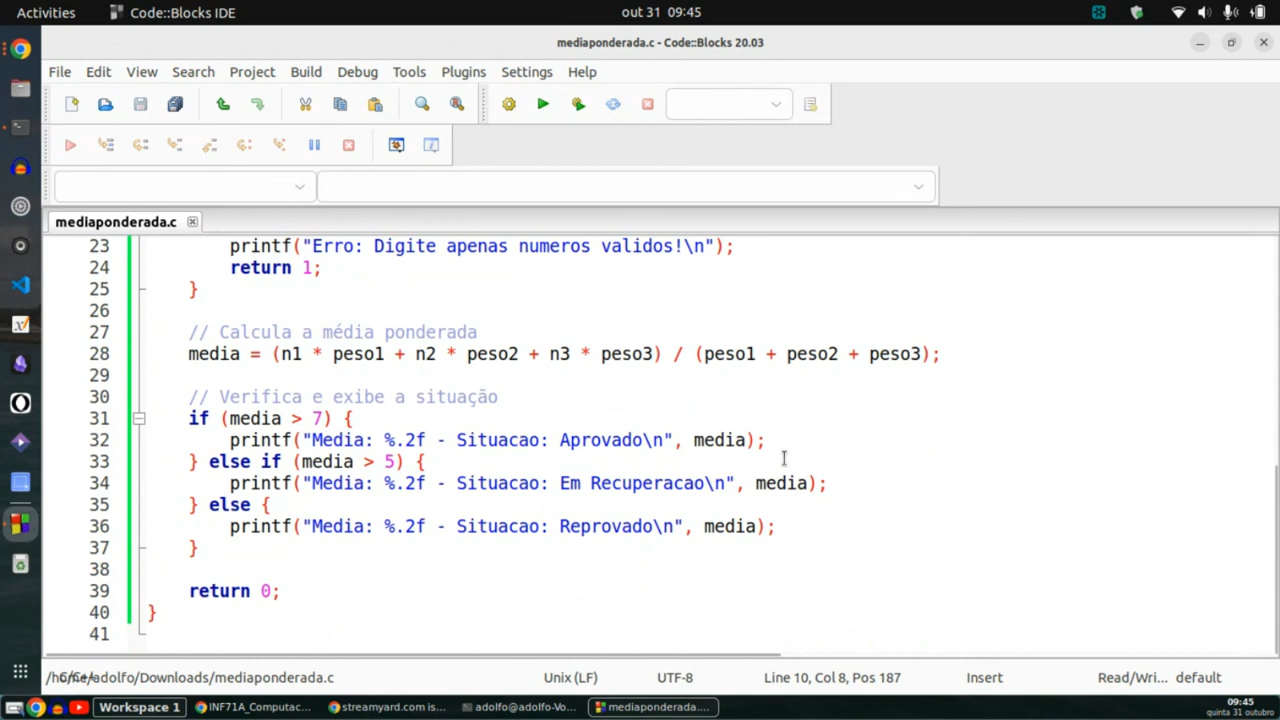 Activities Code::Blocks IDE out 31 09:45
mediaponderada.c - Code::Blocks 20.03
File Edit View Search Project Build Debug Tools Plugins Settings Help
mediaponderada.c
23 printf("Erro: Digite apenas numeros validos!\n");
24 return 1;
25 }
26
27 // Calcula a média ponderada
28 media = (n1 * peso1 + n2 * peso2 + n3 * peso3) / (peso1 + peso2 + peso3);
29
30 // Verifica e exibe a situação
31 if (media > 7) {
32 printf("Media: %.2f - Situacao: Aprovado\n", media);
33 } else if (media > 5) {
34 printf("Media: %.2f - Situacao: Em Recuperacao\n", media);
35 } else {
36 printf("Media: %.2f - Situacao: Reprovado\n", media);
37 }
38
39 return 0;
40 }
41
adolfo/Downloads/mediaponderada.c Unix (LF) UTF-8 Line 10, Col 8, Pos 187 Insert Read/Wri... default
Workspace 1 INF71A_Computac... streamyard.com is... adolfo@adolfo-Vo... mediaponderada.... 09:45
quinta 31 outubro